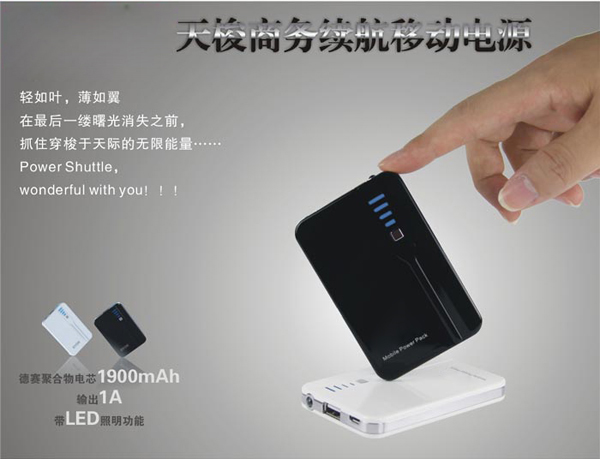 天梭商务续航移动电源
轻如叶，薄如翼
在最后一缕曙光消失之前，
抓住穿梭于天际的无限能量……
Power Shuttle，
wonderful with you！！！
Mobile Power Pack
德赛聚合物电芯1900mAh
输出1A
带LED照明功能